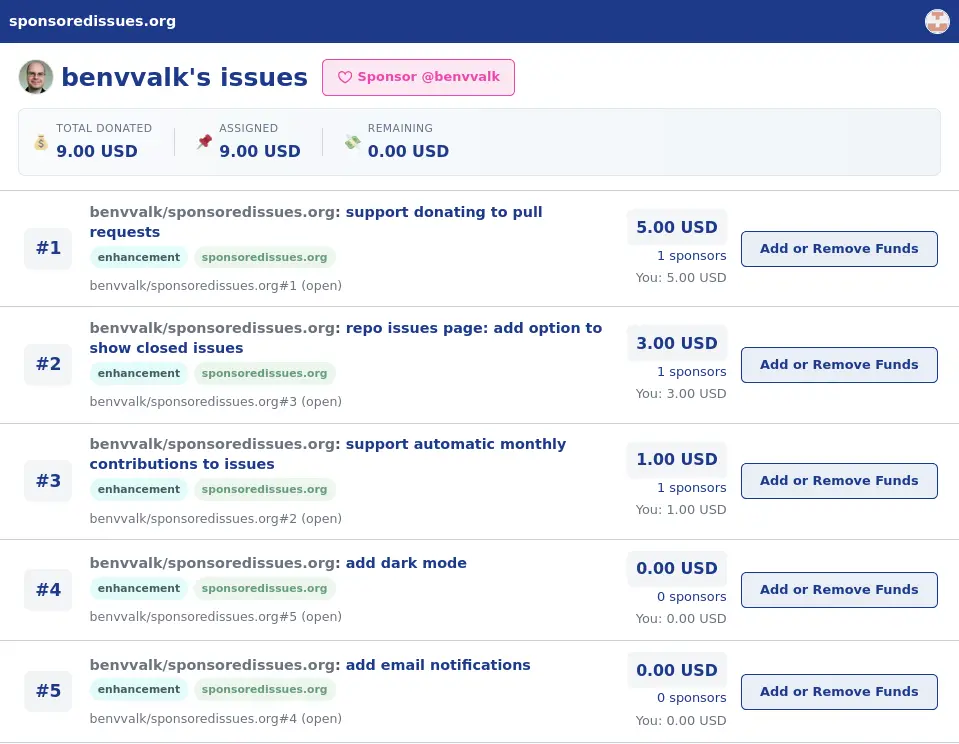 sponsoredissues.org
benvvalk's issues
Sponsor @benvvalk
TOTAL DONATED
9.00 USD
ASSIGNED
9.00 USD
REMAINING
0.00 USD
#1
benvvalk/sponsoredissues.org: support donating to pull
requests
enhancement sponsoredissues.org
benvvalk/sponsoredissues.org#1 (open)
5.00 USD
1 sponsors
You: 5.00 USD
Add or Remove Funds
#2
benvvalk/sponsoredissues.org: repo issues page: add option to
show closed issues
enhancement sponsoredissues.org
benvvalk/sponsoredissues.org#3 (open)
3.00 USD
1 sponsors
You: 3.00 USD
Add or Remove Funds
#3
benvvalk/sponsoredissues.org: support automatic monthly
contributions to issues
enhancement sponsoredissues.org
benvvalk/sponsoredissues.org#2 (open)
1.00 USD
1 sponsors
You: 1.00 USD
Add or Remove Funds
#4
benvvalk/sponsoredissues.org: add dark mode
enhancement sponsoredissues.org
benvvalk/sponsoredissues.org#5 (open)
0.00 USD
0 sponsors
You: 0.00 USD
Add or Remove Funds
#5
benvvalk/sponsoredissues.org: add email notifications
enhancement sponsoredissues.org
benvvalk/sponsoredissues.org#4 (open)
0.00 USD
0 sponsors
You: 0.00 USD
Add or Remove Funds